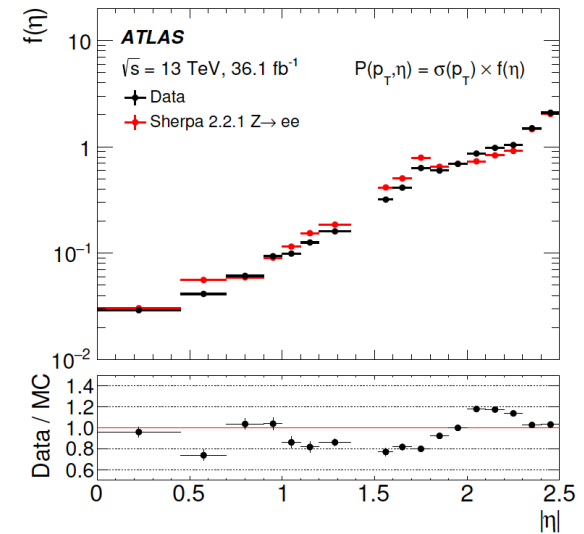 f(η)
10
1
10⁻¹
10⁻²
ATLAS
√s = 13 TeV, 36.1 fb⁻¹
P(p_T,η) = σ(p_T) × f(η)
Data
Sherpa 2.2.1 Z→ ee
Data / MC
1.4
1.2
1.0
0.8
0.6
0 0.5 1 1.5 2 2.5
|η|